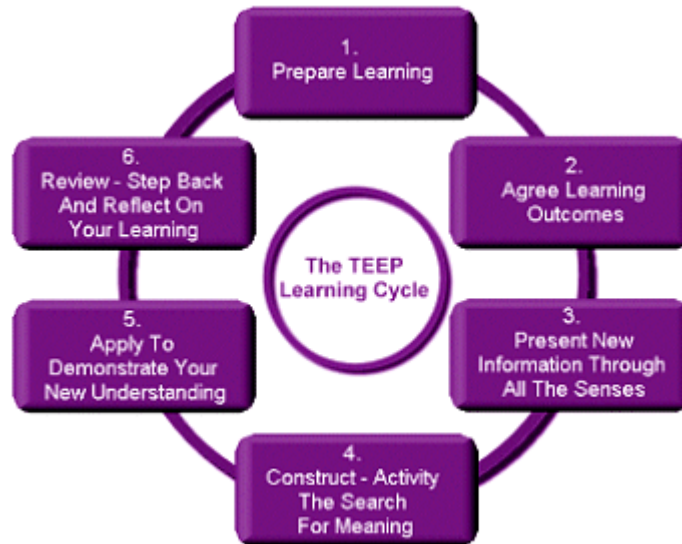 1.
Prepare Learning
2.
Agree Learning
Outcomes
3.
Present New
Information Through
All The Senses
4.
Construct - Activity
The Search
For Meaning
5.
Apply To
Demonstrate Your
New Understanding
6.
Review - Step Back
And Reflect On
Your Learning
The TEEP
Learning Cycle